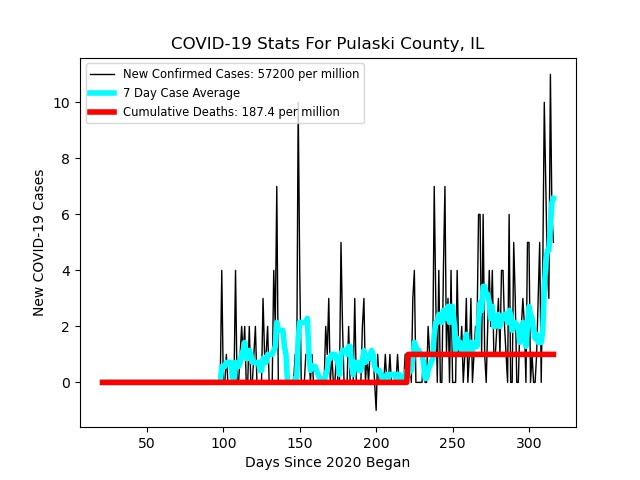 COVID-19 Stats For Pulaski County, IL
New Confirmed Cases: 57200 per million
7 Day Case Average
Cumulative Deaths: 187.4 per million
New COVID-19 Cases
10
8
6
4
2
0
50 100 150 200 250 300
Days Since 2020 Began